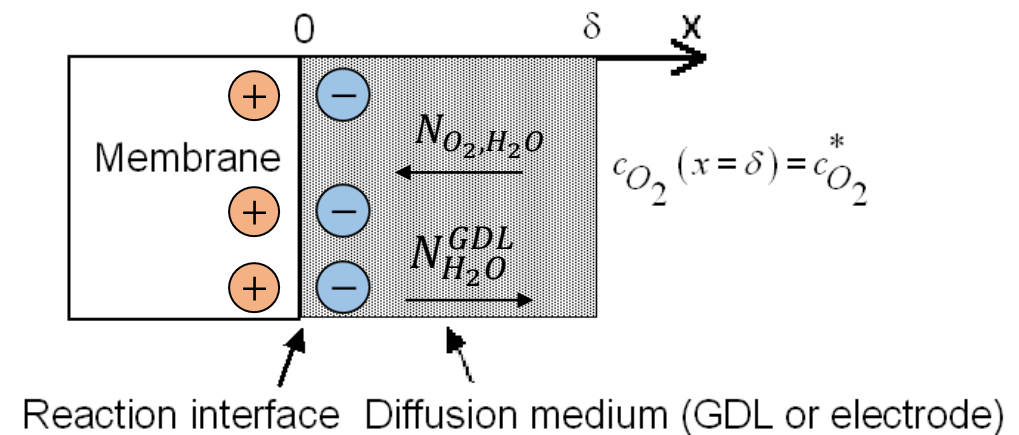 0 δ x
+ −
N_{O_2,H_2O}
Membrane
c_{O_2} (x = δ) = c^*_{O_2}
+ −
N^{GDL}_{H_2O}
+ −
Reaction interface Diffusion medium (GDL or electrode)